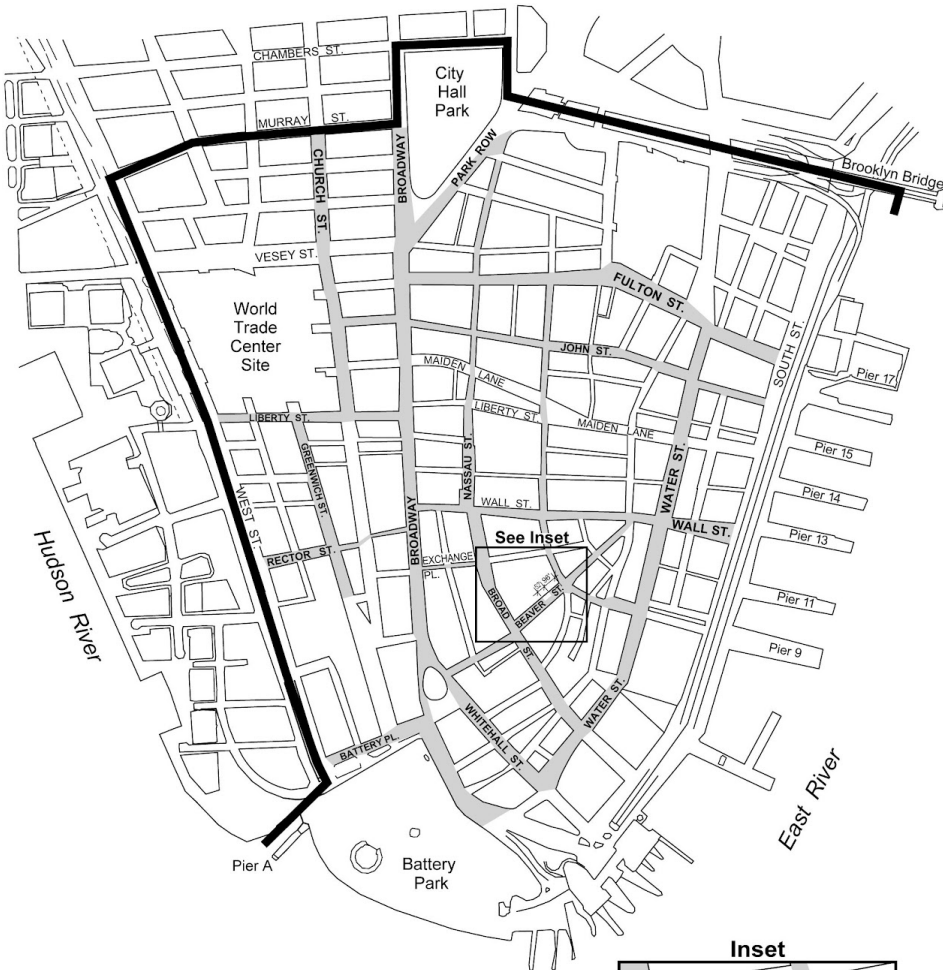 CHAMBERS ST.
City
Hall
Park
MURRAY ST.
CHURCH ST.
BROADWAY
PARK ROW
Brooklyn Bridge
VESEY ST.
FULTON ST.
World
Trade
Center
Site
JOHN ST.
SOUTH ST.
MAIDEN LANE
Pier 17
LIBERTY ST.
LIBERTY ST.
MAIDEN LANE
GREENWICH ST.
NASSAU ST.
WATER ST.
Pier 15
Pier 14
WEST ST.
BROADWAY
WALL ST.
WALL ST.
Pier 13
Hudson River
RECTOR ST.
See Inset
EXCHANGE
PL.
BROAD ST.
BEAVER ST.
Pier 11
Pier 9
WHITEHALL ST.
WATER ST.
BATTERY PL.
East River
Pier A
Battery
Park
Inset